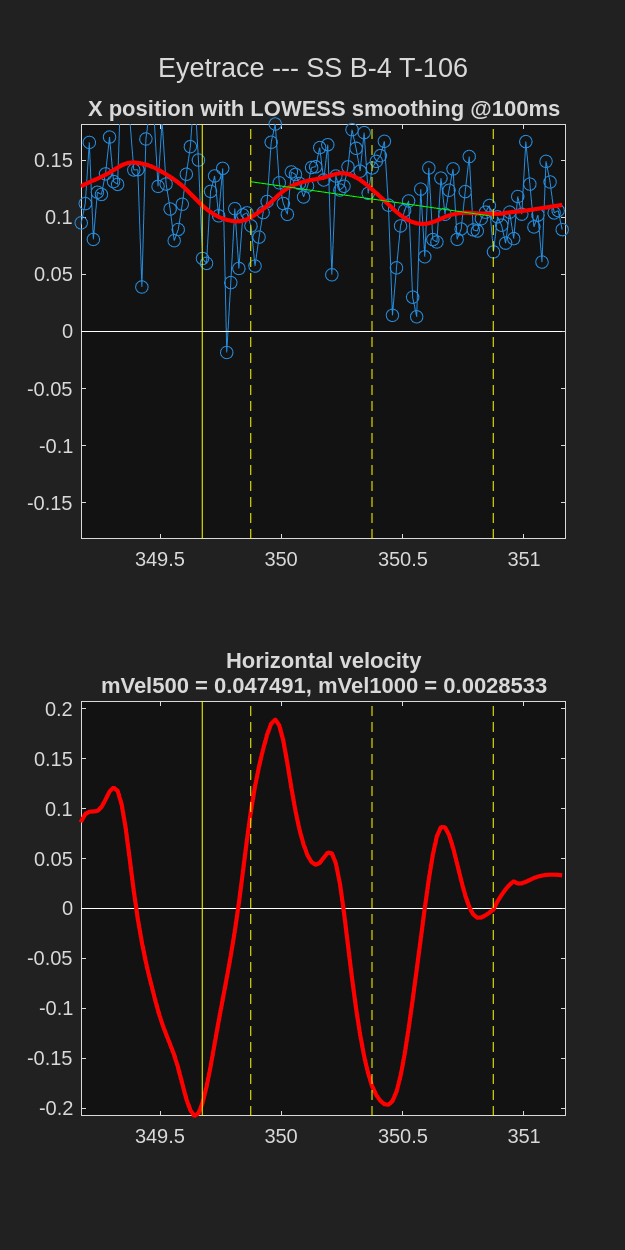 Eyetrace --- SS B-4 T-106
X position with LOWESS smoothing @100ms
0.15
0.1
0.05
0
-0.05
-0.1
-0.15
349.5 350 350.5 351
Horizontal velocity
mVel500 = 0.047491, mVel1000 = 0.0028533
0.2
0.15
0.1
0.05
0
-0.05
-0.1
-0.15
-0.2
349.5 350 350.5 351